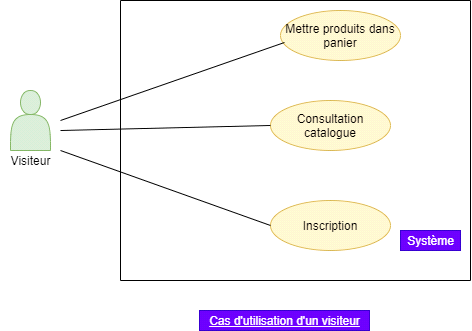 Mettre produits dans
panier
Consultation
catalogue
Visiteur
Inscription
Système
Cas d'utilisation d'un visiteur